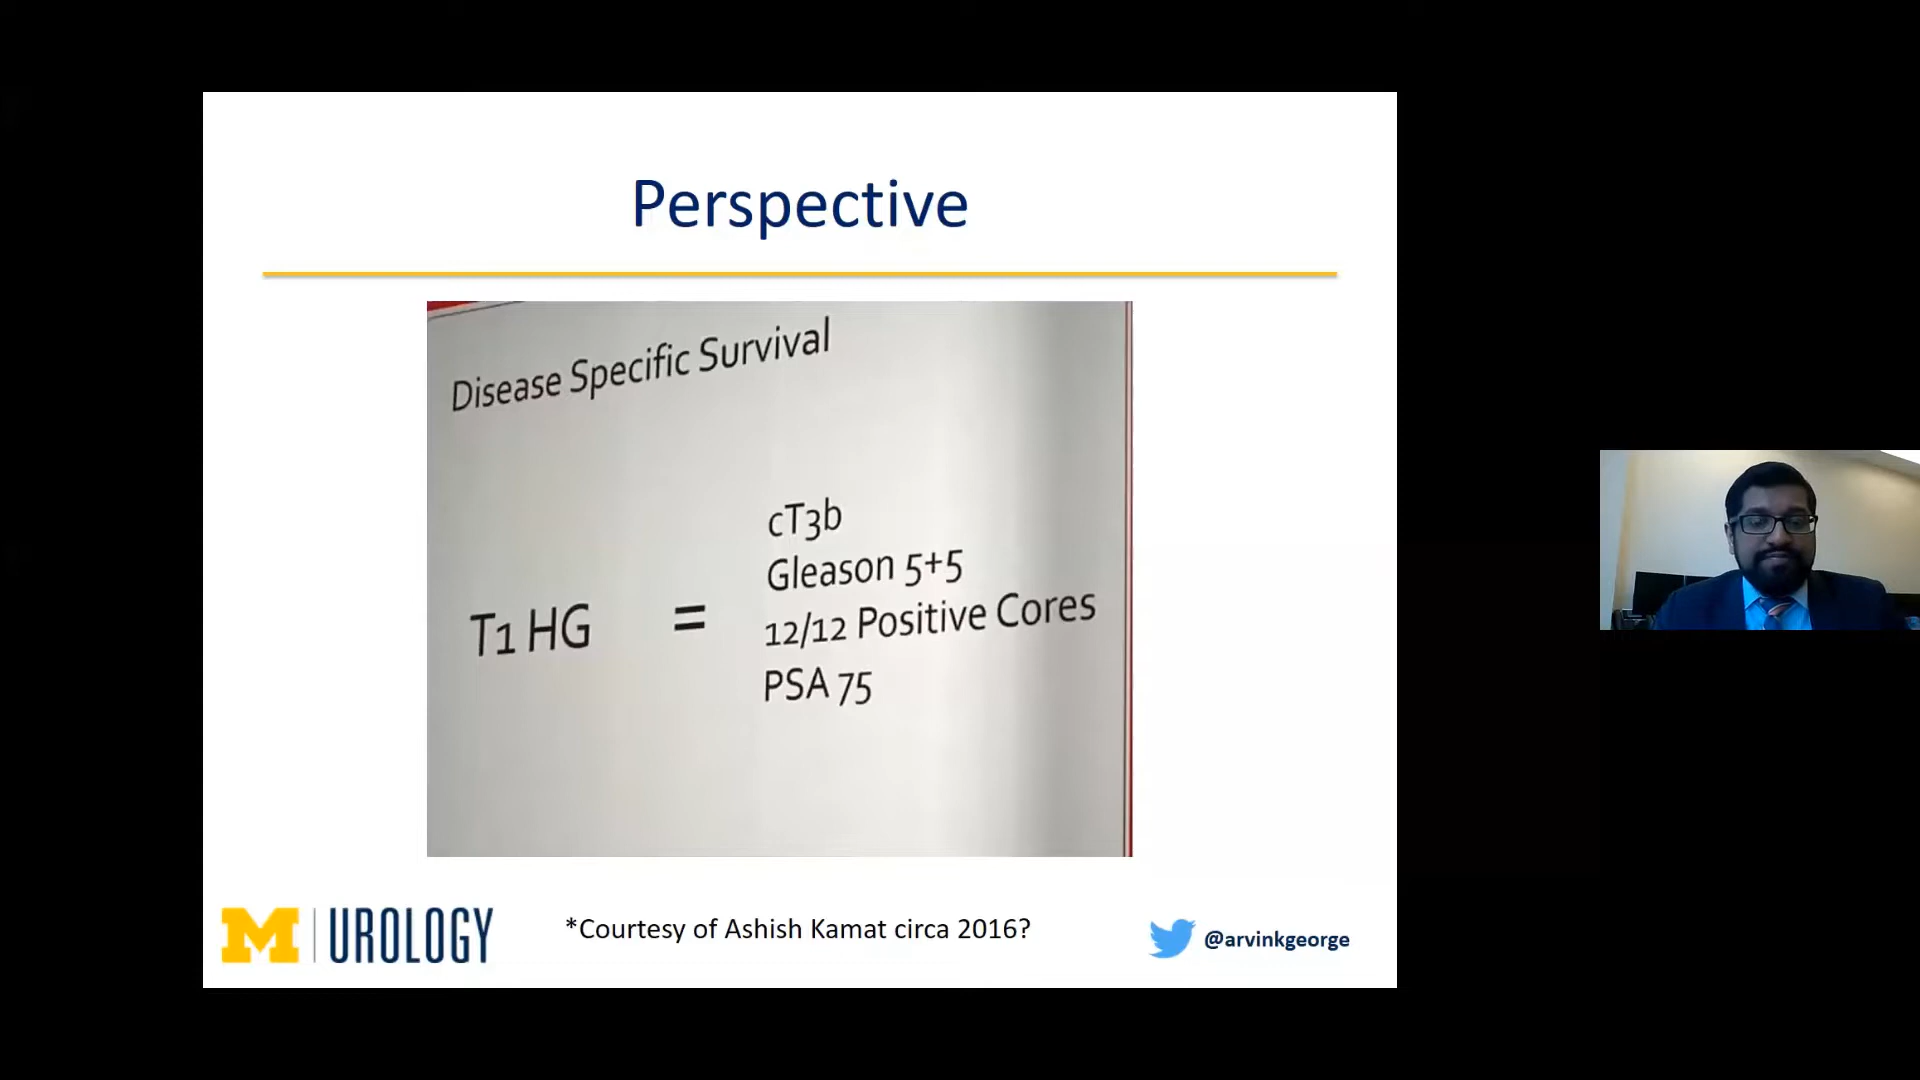 Perspective
Disease Specific Survival
T1 HG = cT3b
Gleason 5+5
12/12 Positive Cores
PSA 75
M | UROLOGY
*Courtesy of Ashish Kamat circa 2016?
@arvinkgeorge